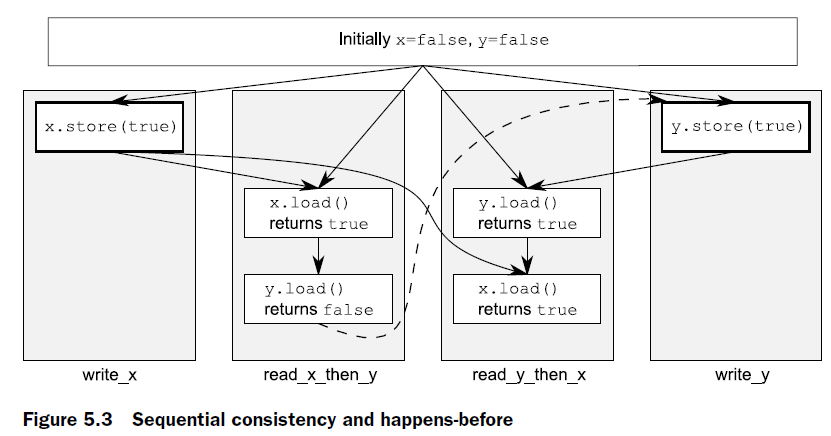 Initially x=false, y=false
x.store(true)
y.store(true)
x.load()
returns true
y.load()
returns true
y.load()
returns false
x.load()
returns true
write_x
read_x_then_y
read_y_then_x
write_y
Figure 5.3 Sequential consistency and happens-before